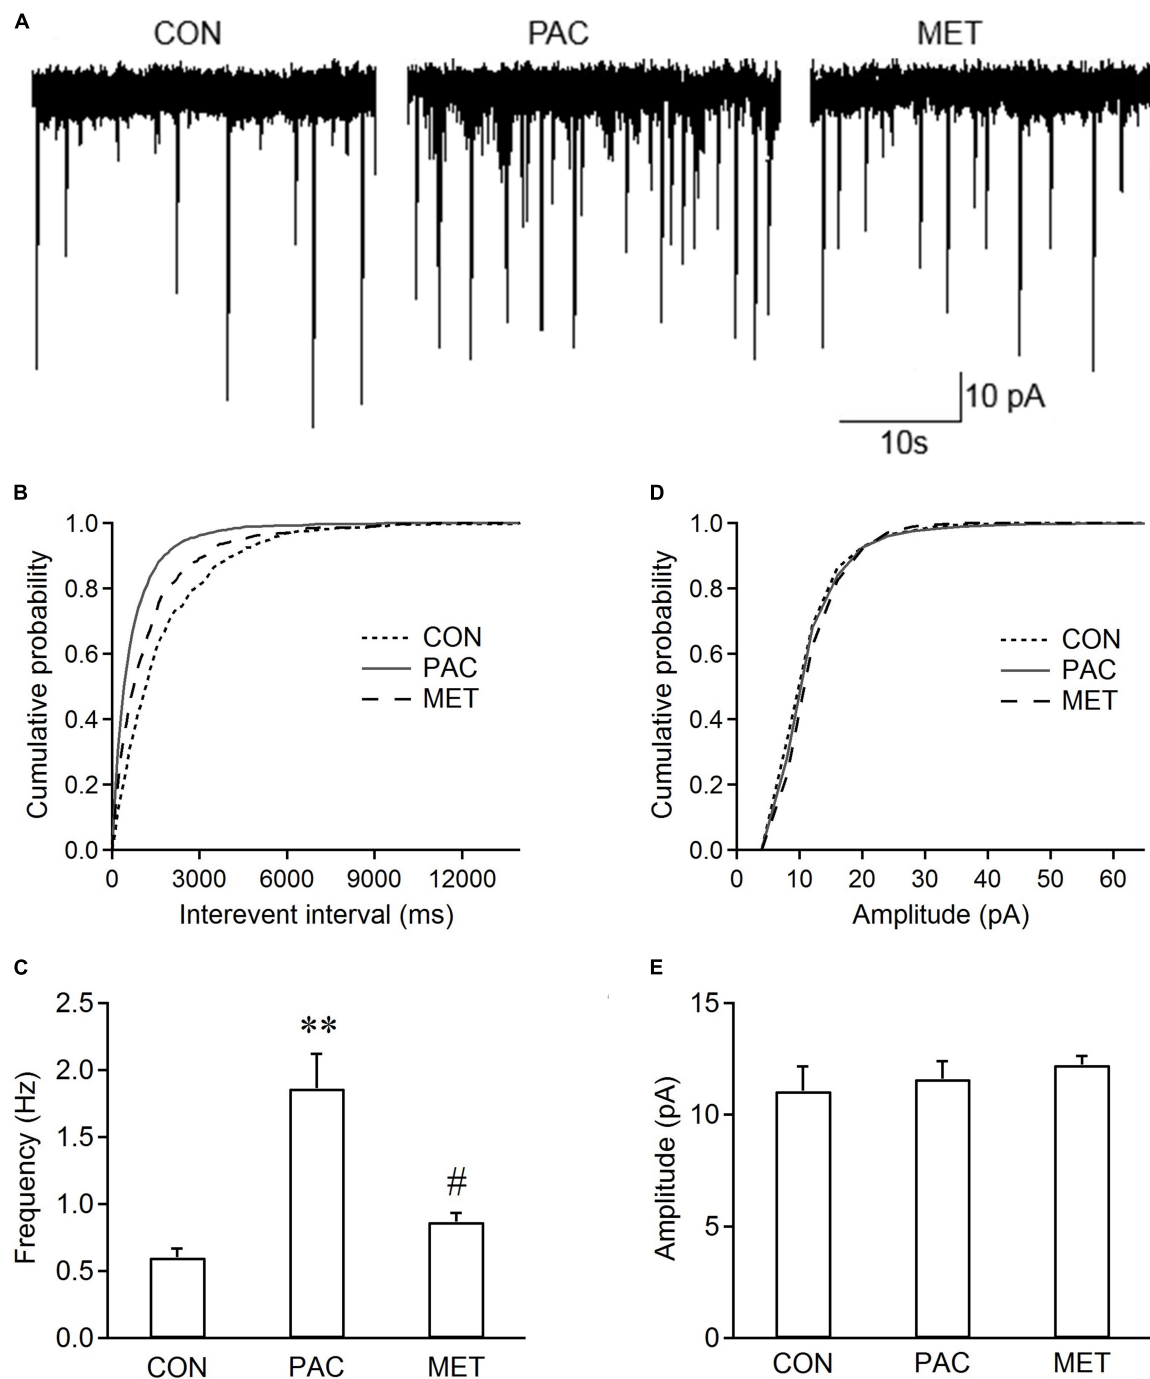 A
CON PAC MET
10 pA
10s
B
1.0
0.8
0.6
0.4
0.2
0.0
Cumulative probability
CON
PAC
MET
0 3000 6000 9000 12000
Interevent interval (ms)
D
1.0
0.8
0.6
0.4
0.2
0.0
Cumulative probability
CON
PAC
MET
0 10 20 30 40 50 60
Amplitude (pA)
C
2.5
2.0
1.5
1.0
0.5
0.0
Frequency (Hz)
**
#
CON PAC MET
E
15
10
5
0
Amplitude (pA)
CON PAC MET